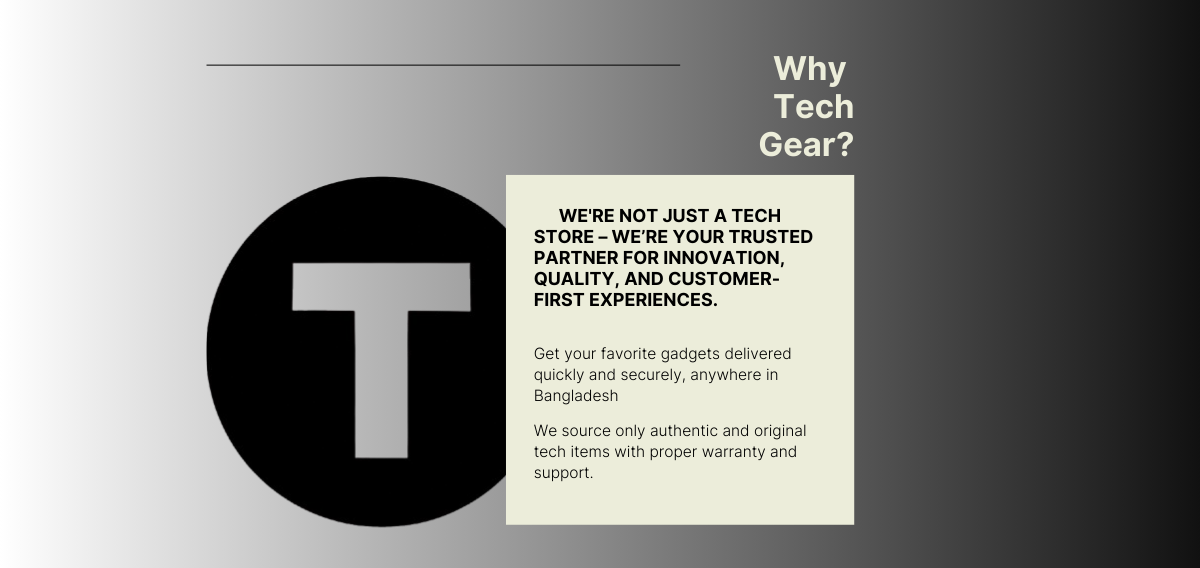 Why
Tech
Gear?
T
WE'RE NOT JUST A TECH
STORE – WE’RE YOUR TRUSTED
PARTNER FOR INNOVATION,
QUALITY, AND CUSTOMER-
FIRST EXPERIENCES.
Get your favorite gadgets delivered
quickly and securely, anywhere in
Bangladesh
We source only authentic and original
tech items with proper warranty and
support.